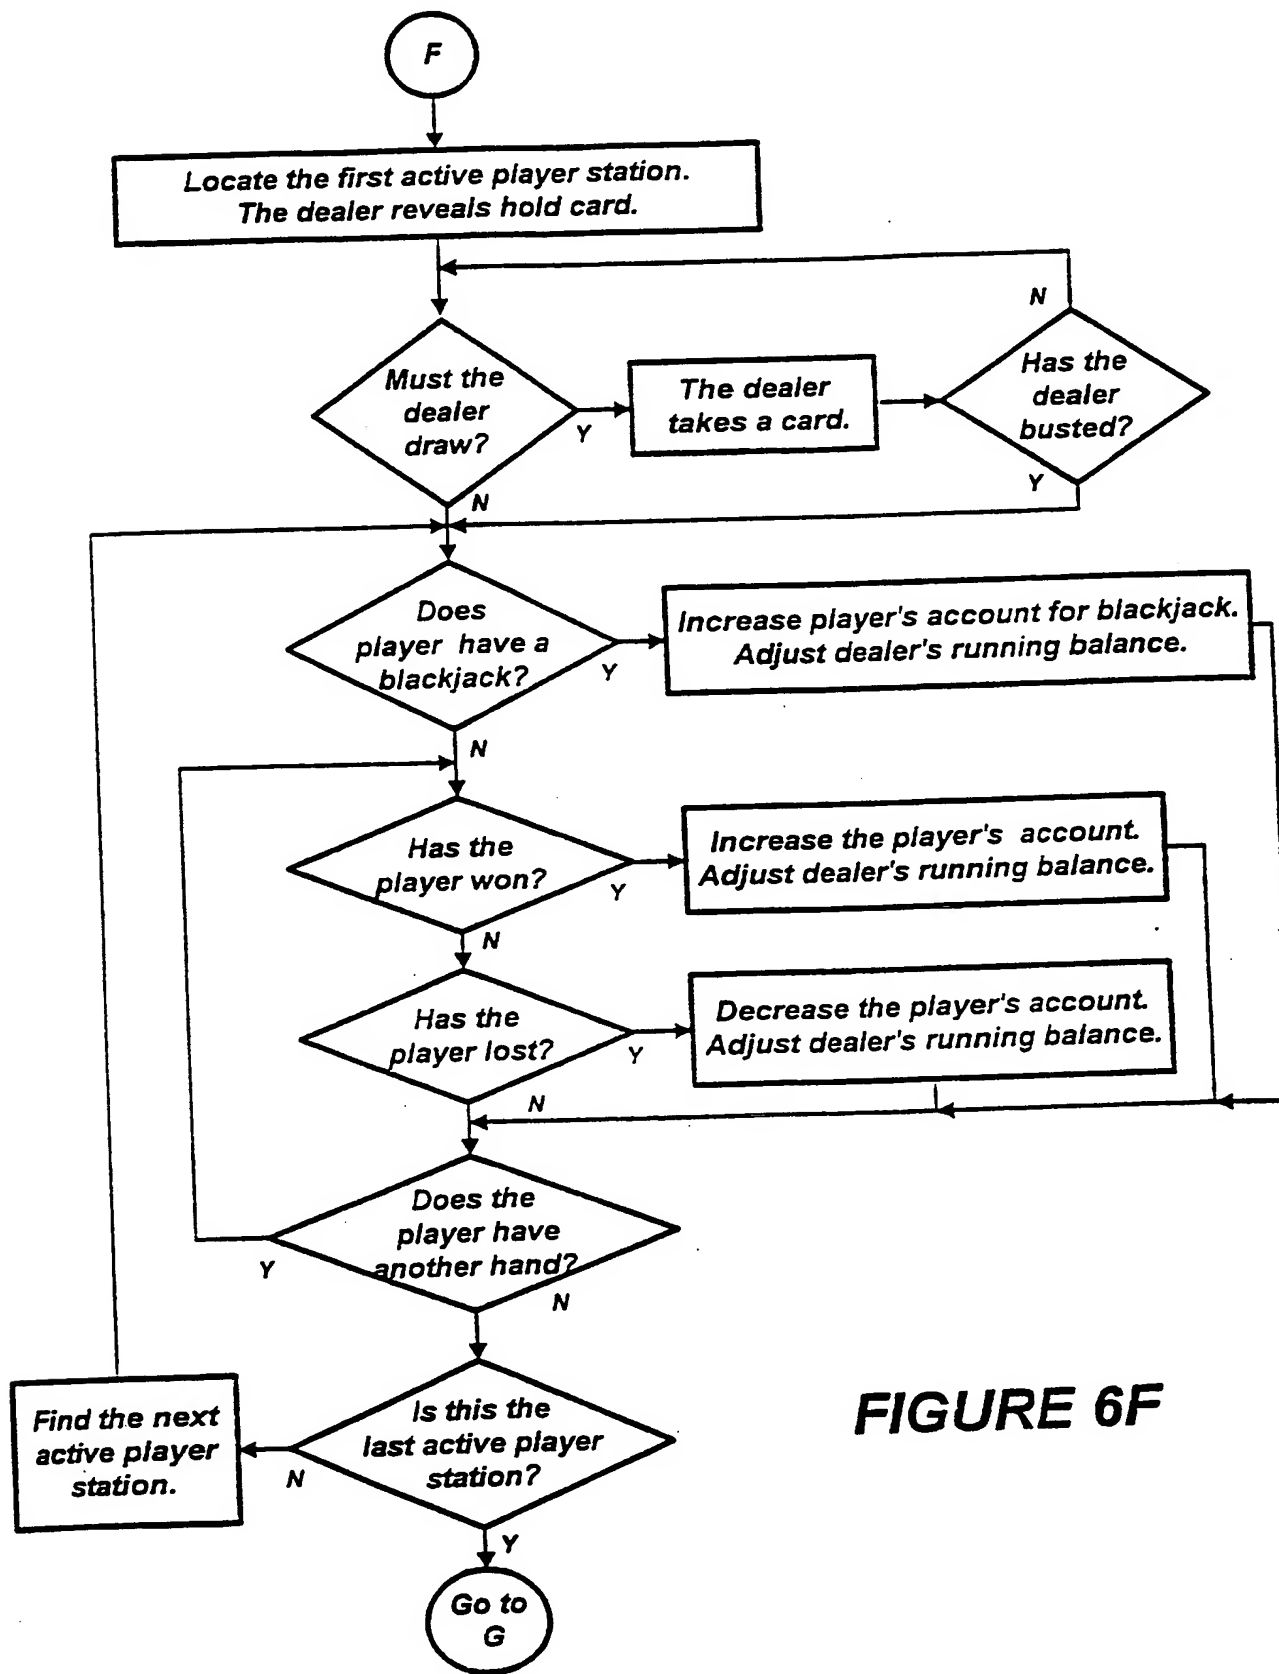 F
Locate the first active player station.
The dealer reveals hold card.
N
Must the
dealer
draw?
Y
The dealer
takes a card.
Has the
dealer
busted?
Y
N
Does
player have a
blackjack?
Y
Increase player's account for blackjack.
Adjust dealer's running balance.
N
Has the
player won?
Y
Increase the player's account.
Adjust dealer's running balance.
N
Has the
player lost?
Y
Decrease the player's account.
Adjust dealer's running balance.
N
Does the
player have
another hand?
Y
N
Find the next
active player
station.
Is this the
last active player
station?
N
Y
FIGURE 6F
Go to
G